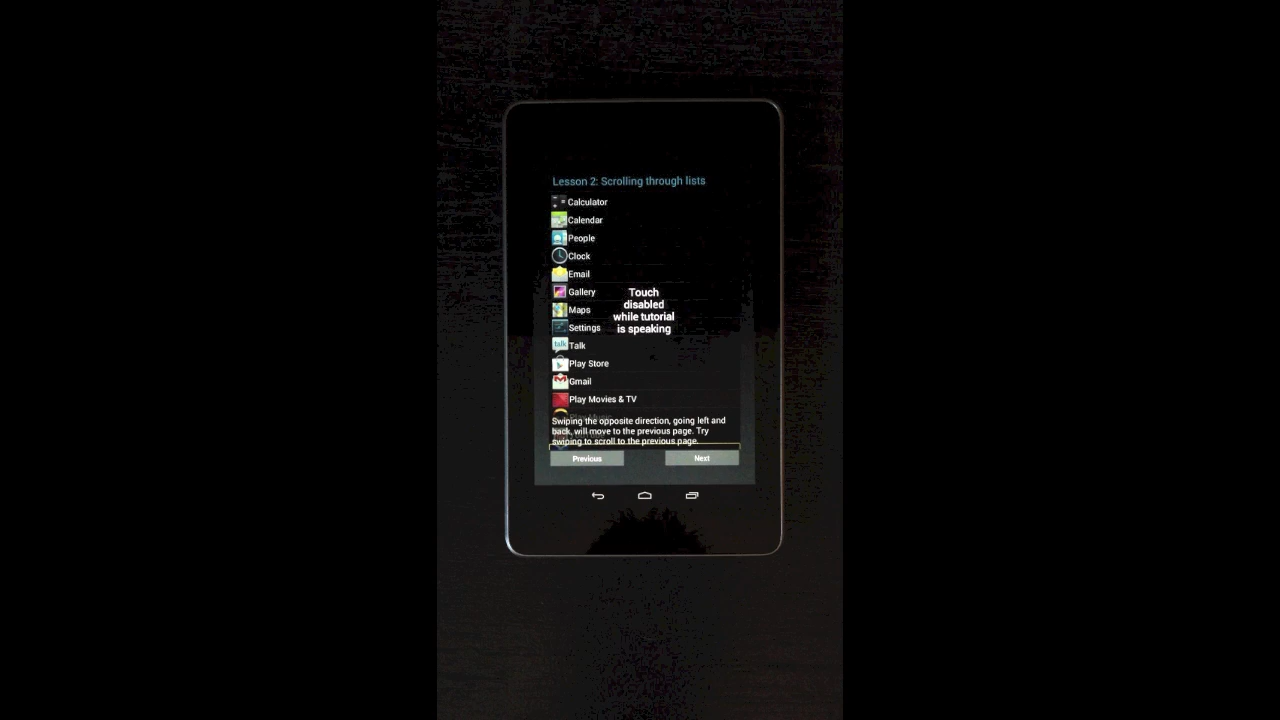 Lesson 2: Scrolling through lists
Calculator
Calendar
People
Clock
Email
Gallery
Touch
disabled
while tutorial
is speaking
Maps
Settings
talk
Talk
Play Store
Gmail
Play Movies & TV
Swiping the opposite direction, going left and
back, will move to the previous page. Try
swiping to scroll to the previous page.
Previous
Next